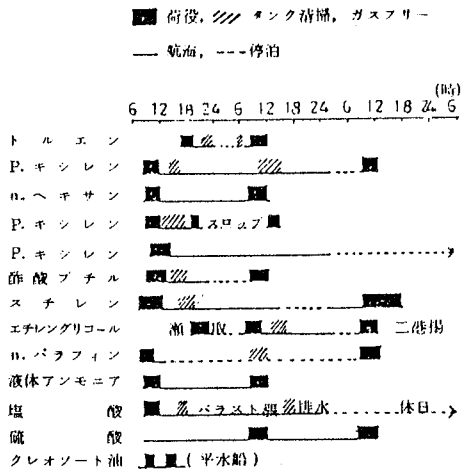 荷役, タンク清掃, ガスフリー
航海, 停泊
(時)
6 12 18 24 6 12 18 24 6 12 18 24 6
トルエン
P.キシレン
n.ヘキサン
P.キシレン スロップ
P.キシレン
酢酸ブチル
スチレン
エチレングリコール 瀬 取 二港揚
n.パラフィン
液体アンモニア
塩酸 バラスト 排水 休日
硫酸
クレオソート油 (平水船)